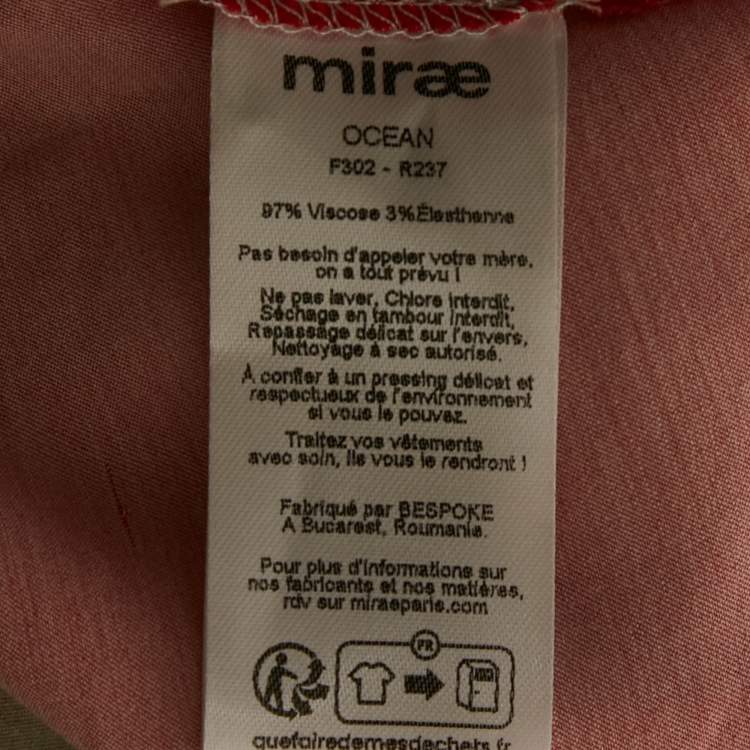 miræ
OCEAN
F302 - R237
97% Viscose 3%Élasthanne
Pas besoin d'appeler votre mère,
on a tout prévu !
Ne pas laver, Chlore interdit,
Séchage en tambour interdit,
Repassage délicat sur l'envers,
Nettoyage à sec autorisé.
À confier à un pressing délicat et
respectueux de l'environnement
si vous le pouvez.
Traitez vos vêtements
avec soin, ils vous le rendront !
Fabriqué par BESPOKE
A Bucarest, Roumanie.
Pour plus d'informations sur
nos fabricants et nos matières,
rdv sur miraeparis.com
FR
quefairedemesdechets.fr